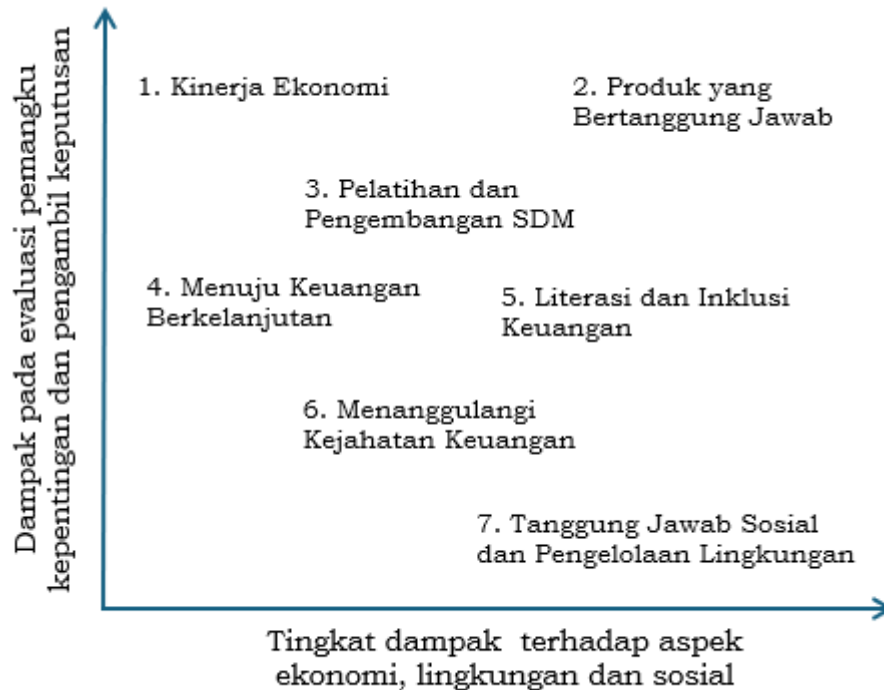 Dampak pada evaluasi pemangku
kepentingan dan pengambil keputusan
1. Kinerja Ekonomi
2. Produk yang
Bertanggung Jawab
3. Pelatihan dan
Pengembangan SDM
4. Menuju Keuangan
Berkelanjutan
5. Literasi dan Inklusi
Keuangan
6. Menanggulangi
Kejahatan Keuangan
7. Tanggung Jawab Sosial
dan Pengelolaan Lingkungan
Tingkat dampak terhadap aspek
ekonomi, lingkungan dan sosial